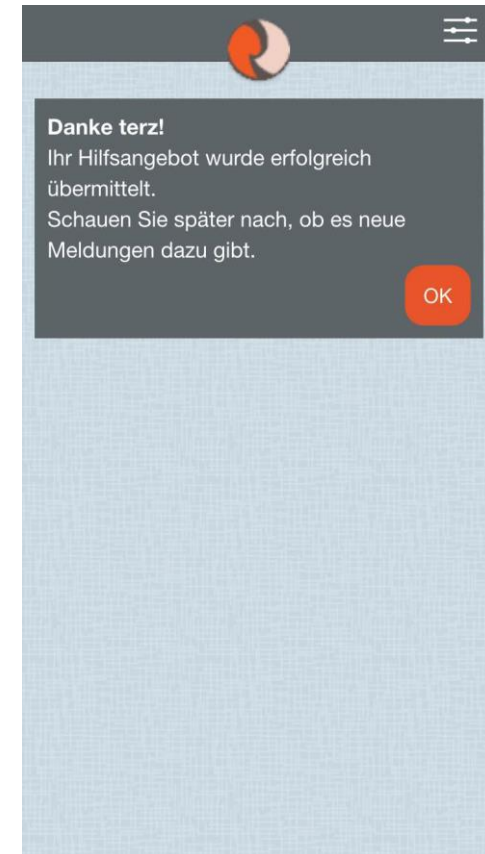 Danke terz!
Ihr Hilfsangebot wurde erfolgreich
übermittelt.
Schauen Sie später nach, ob es neue
Meldungen dazu gibt.
OK